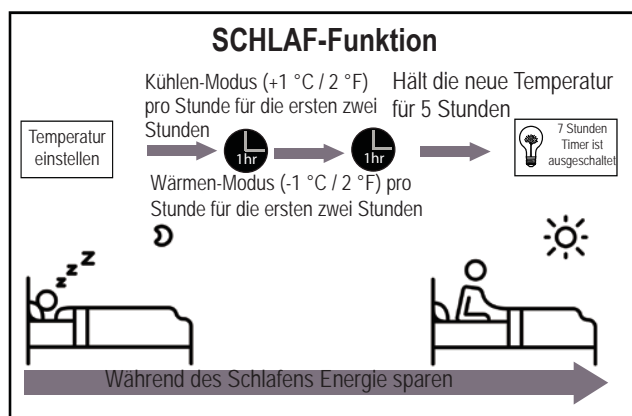 SCHLAF-Funktion
Kühlen-Modus (+1 °C / 2 °F)
pro Stunde für die ersten zwei
Stunden
Hält die neue Temperatur
für 5 Stunden
Temperatur
einstellen
1hr
1hr
7 Stunden
Timer ist
ausgeschaltet
Wärmen-Modus (-1 °C / 2 °F) pro
Stunde für die ersten zwei Stunden
z z z
Während des Schlafens Energie sparen